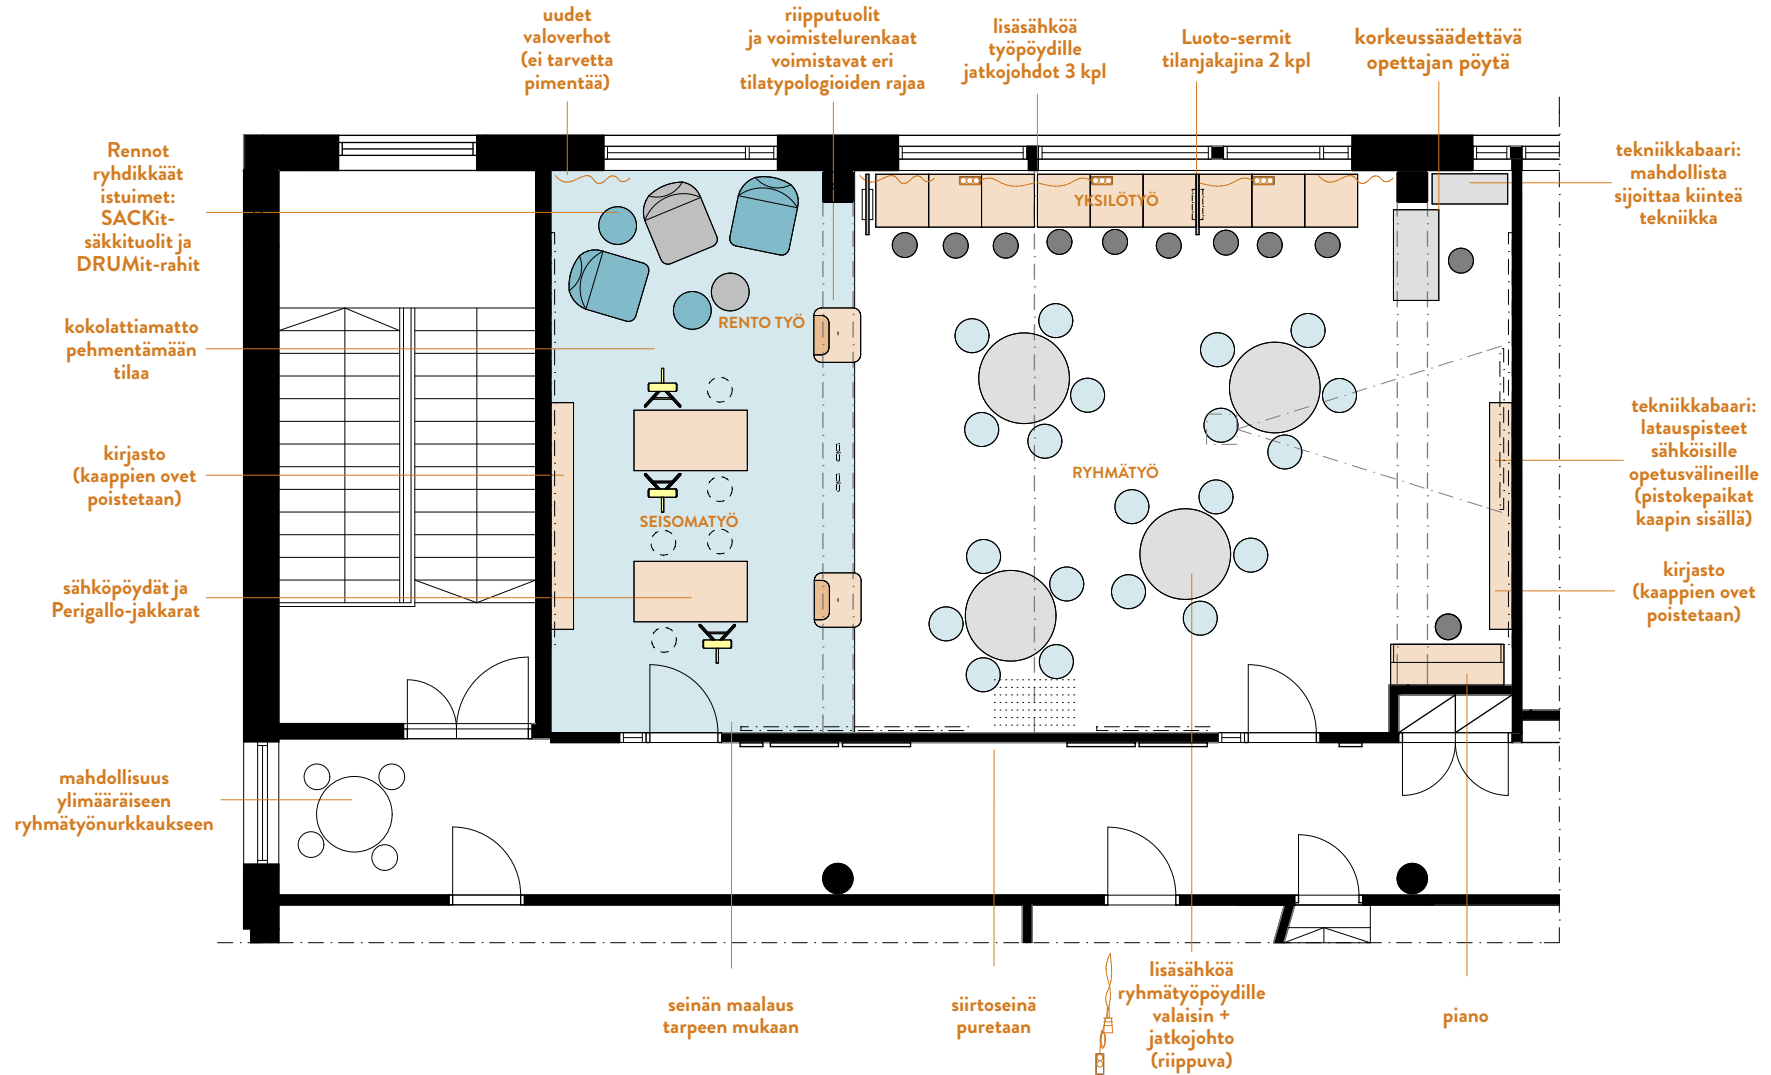 uudet
valoverhot
(ei tarvetta
pimentää)
riipputuolit
ja voimistelurenkaat
voimistavat eri
tilatypologioiden rajaa
lisäsähköä
työpöydille
jatkojohdot 3 kpl
Luoto-sermit
tilanjakajina 2 kpl
korkeussäädettävä
opettajan pöytä
Rennot
ryhdikkäät
istuimet:
SACKit-
säkkituolit ja
DRUMit-rahit
tekniikkabaari:
mahdollista
sijoittaa kiinteä
tekniikka
YKSILÖTYÖ
RENTO TYÖ
kokolattiamatto
pehmentämään
tilaa
kirjasto
(kaappien ovet
poistetaan)
RYHMÄTYÖ
SEISOMATYÖ
tekniikkabaari:
latauspisteet
sähköisille
opetusvälineille
(pistokepaikat
kaapin sisällä)
sähköpöydät ja
Perigallo-jakkarat
kirjasto
(kaappien ovet
poistetaan)
mahdollisuus
ylimääräiseen
ryhmätyönurkkaukseen
seinän maalaus
tarpeen mukaan
siirtoseinä
puretaan
lisäsähköä
ryhmätyöpöydille
valaisin +
jatkojohto
(riippuva)
piano